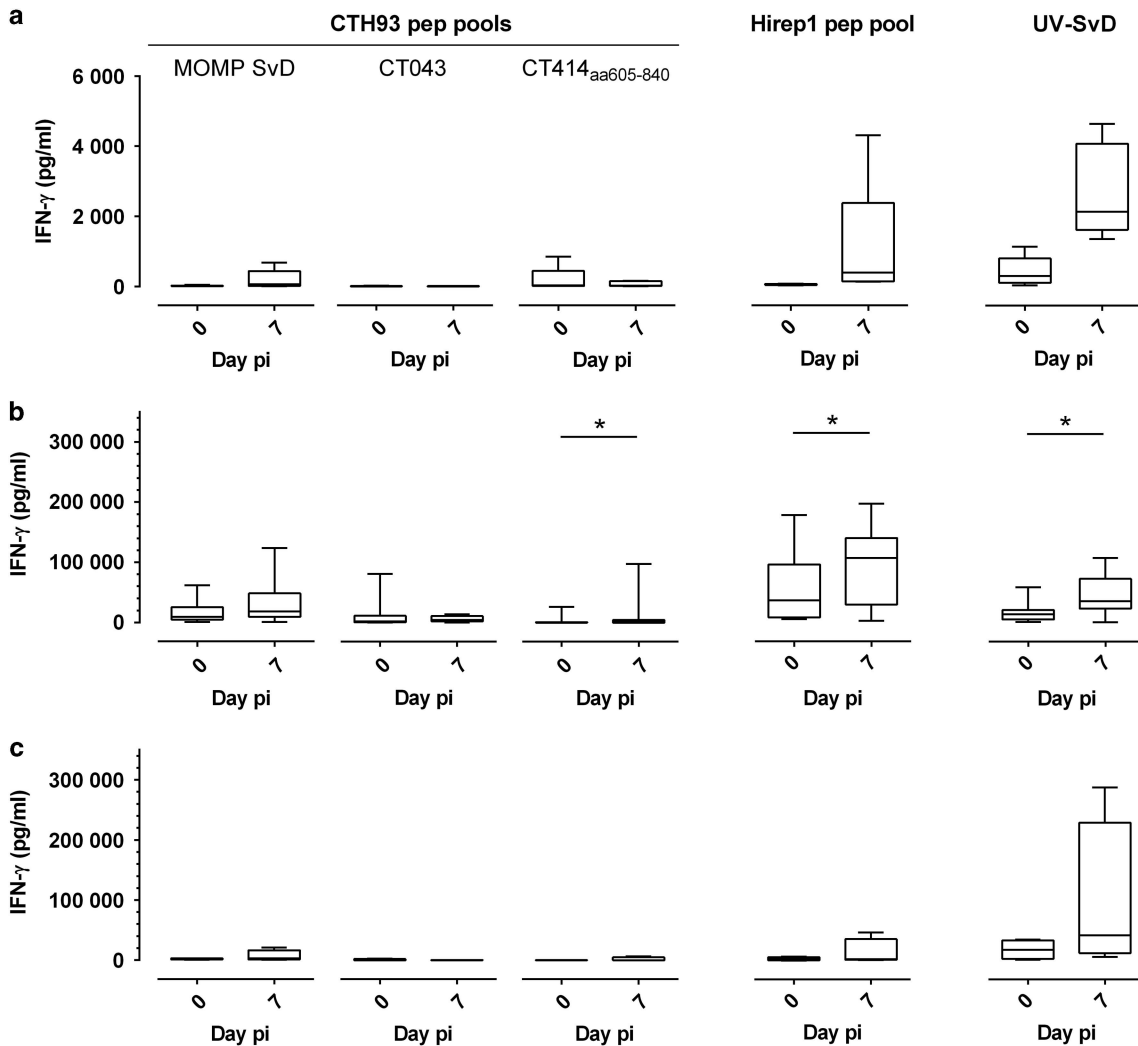 a
CTH93 pep pools
Hirep1 pep pool
UV-SvD
MOMP SvD
CT043
CT414aa605-840
IFN-γ (pg/ml)
6 000
4 000
2 000
0
0 7 0 7 0 7 0 7 0 7
Day pi Day pi Day pi Day pi Day pi
b
* * *
IFN-γ (pg/ml)
300 000
200 000
100 000
0
0 7 0 7 0 7 0 7 0 7
Day pi Day pi Day pi Day pi Day pi
c
IFN-γ (pg/ml)
300 000
200 000
100 000
0
0 7 0 7 0 7 0 7 0 7
Day pi Day pi Day pi Day pi Day pi